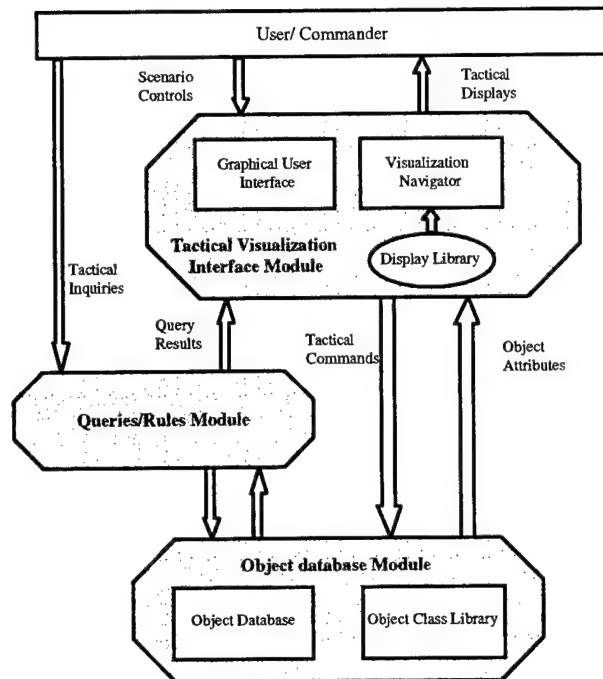 User/ Commander
Scenario
Controls
Tactical
Displays
Graphical User
Interface
Visualization
Navigator
Tactical Visualization
Interface Module
Display Library
Tactical
Inquiries
Query
Results
Tactical
Commands
Object
Attributes
Queries/Rules Module
Object database Module
Object Database
Object Class Library